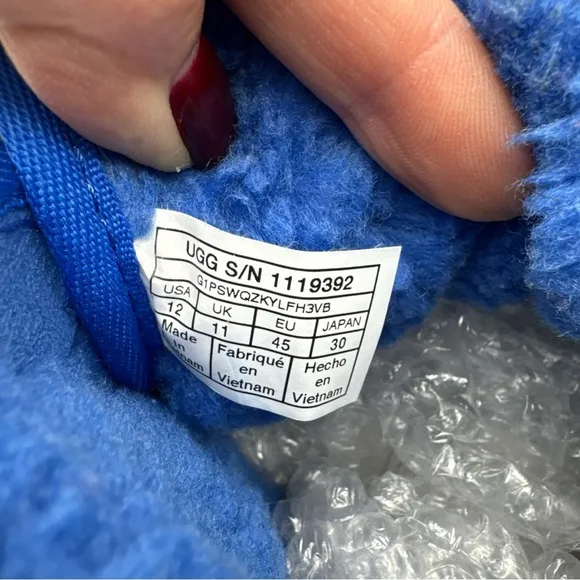 UGG S/N 1119392
G1PSWQZKYLFH3VB
USA UK EU JAPAN
12 11 45 30
Made Fabriqué Hecho
in en en
Vietnam Vietnam